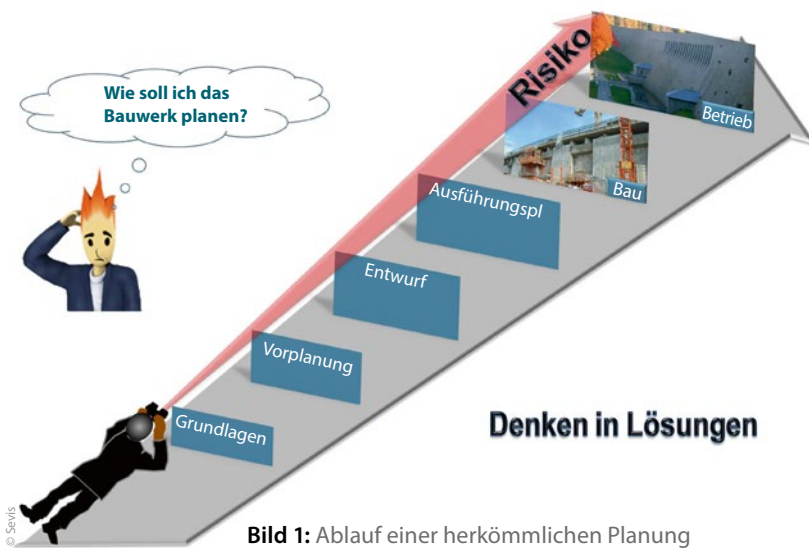 Wie soll ich das
Bauwerk planen?
Risiko
Betrieb
Bau
Ausführungspl
Entwurf
Vorplanung
Grundlagen
Denken in Lösungen
© Sevis
Bild 1: Ablauf einer herkömmlichen Planung